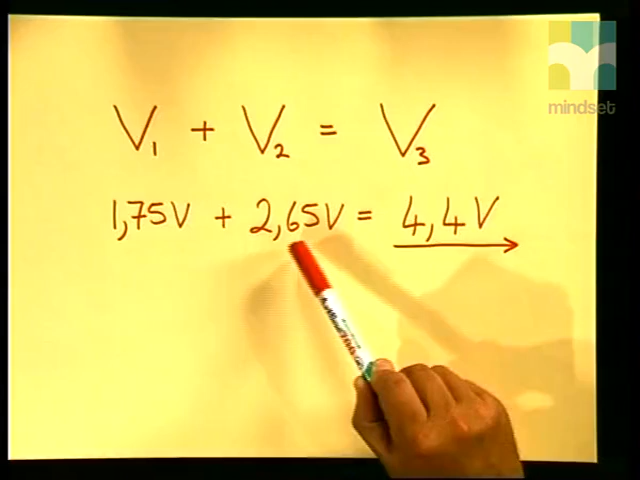 mindset
V₁ + V₂ = V₃
1,75V + 2,65V = 4,4V